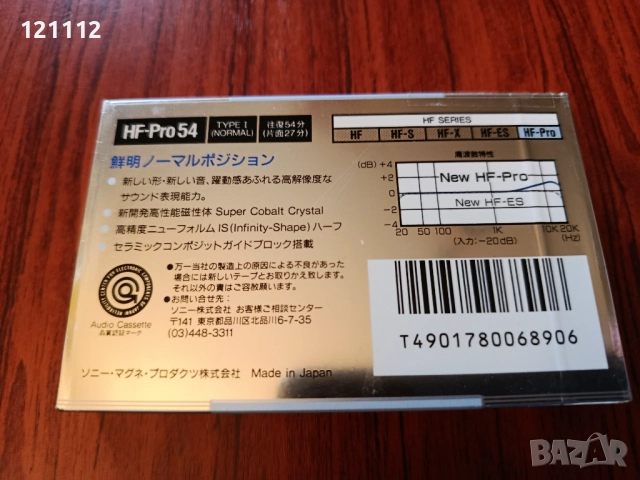 121112
HF-Pro 54
TYPE I
(NORMAL)
往復54分
(片面27分)
HF SERIES
HF HF-S HF-X HF-ES HF-Pro
鮮明ノーマルポジション
● 新しい形・新しい音、躍動感あふれる高解像度な
サウンド表現能力。
● 新開発高性能磁性体 Super Cobalt Crystal
● 高精度ニューフォルム IS (Infinity-Shape) ハーフ
● セラミックコンポジットガイドブロック搭載
周波数特性
(dB) +4
+2
0
−2
−4
New HF-Pro
New HF-ES
20 50 100 1K 10K 20K
(入力:−20dB) (Hz)
● 万一当社の製造上の原因による不良があった
場合には新しいテープとお取りかえ致します。
それ以外の責はご容赦願います。
● お問い合せ先:
ソニー株式会社 お客様ご相談センター
〒141 東京都品川区北品川6-7-35
(03)448-3311
Audio Cassette
品質認証マーク
T4901780068906
ソニー・マグネ・プロダクツ株式会社 Made in Japan
BAZAR